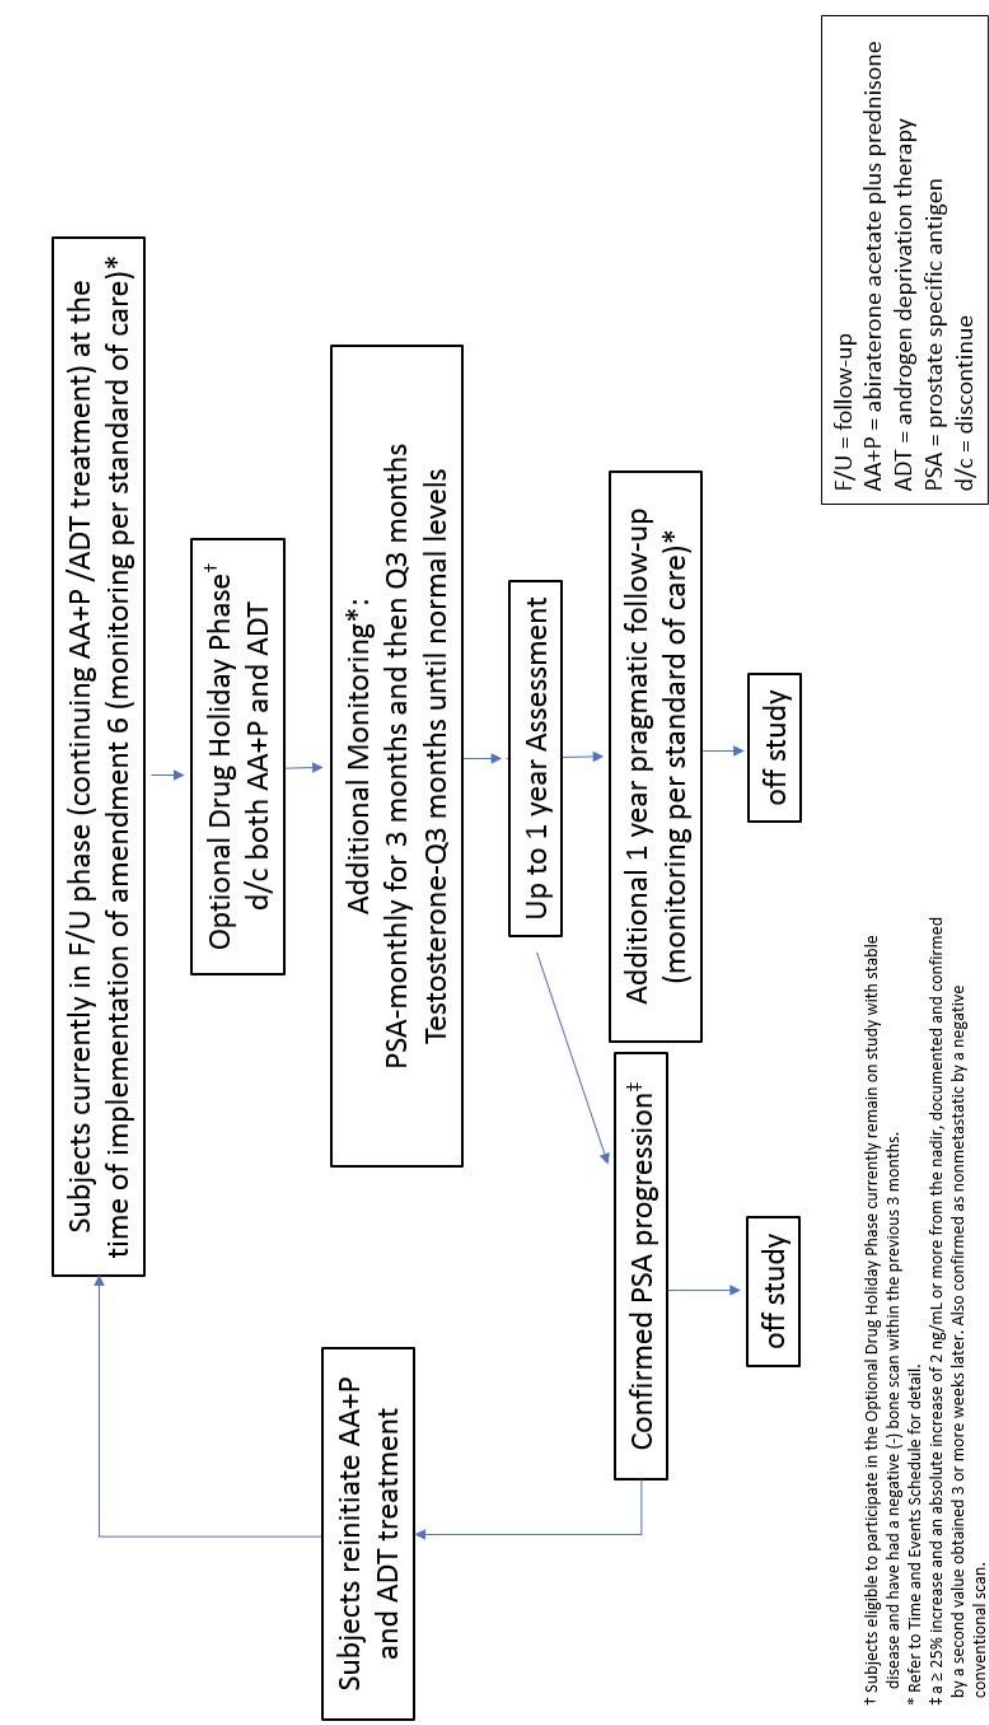 Subjects currently in F/U phase (continuing AA+P /ADT treatment) at the
time of implementation of amendment 6 (monitoring per standard of care)*
Optional Drug Holiday Phase†
d/c both AA+P and ADT
Subjects reinitiate AA+P
and ADT treatment
Additional Monitoring*:
PSA-monthly for 3 months and then Q3 months
Testosterone-Q3 months until normal levels
Up to 1 year Assessment
Confirmed PSA progression‡
Additional 1 year pragmatic follow-up
(monitoring per standard of care)*
off study
off study
F/U = follow-up
AA+P = abiraterone acetate plus prednisone
ADT = androgen deprivation therapy
PSA = prostate specific antigen
d/c = discontinue
† Subjects eligible to participate in the Optional Drug Holiday Phase currently remain on study with stable
disease and have had a negative (-) bone scan within the previous 3 months.
* Refer to Time and Events Schedule for detail.
‡ a ≥ 25% increase and an absolute increase of 2 ng/mL or more from the nadir, documented and confirmed
by a second value obtained 3 or more weeks later. Also confirmed as nonmetastatic by a negative
conventional scan.